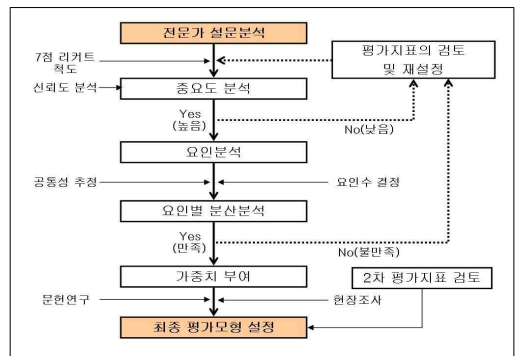 전문가 설문분석
7점 리커트
척도
평가지표의 검토
및 재설정
신뢰도 분석
중요도 분석
Yes
(높음)
No(낮음)
요인분석
공통성 추정
요인수 결정
요인별 분산분석
Yes
(만족)
No(불만족)
가중치 부여
2차 평가지표 검토
문헌연구
현장조사
최종 평가모형 설정